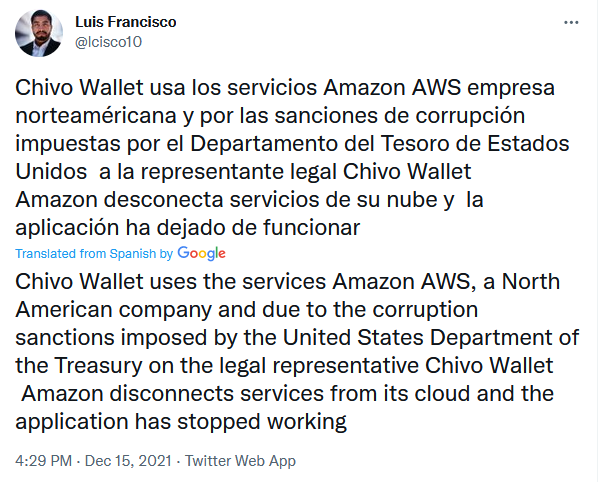 Luis Francisco
@lcisco10
Chivo Wallet usa los servicios Amazon AWS empresa
norteaméricana y por las sanciones de corrupción
impuestas por el Departamento del Tesoro de Estados
Unidos a la representante legal Chivo Wallet
Amazon desconecta servicios de su nube y la
aplicación ha dejado de funcionar
Translated from Spanish by Google
Chivo Wallet uses the services Amazon AWS, a North
American company and due to the corruption
sanctions imposed by the United States Department of
the Treasury on the legal representative Chivo Wallet
Amazon disconnects services from its cloud and the
application has stopped working
4:29 PM · Dec 15, 2021 · Twitter Web App